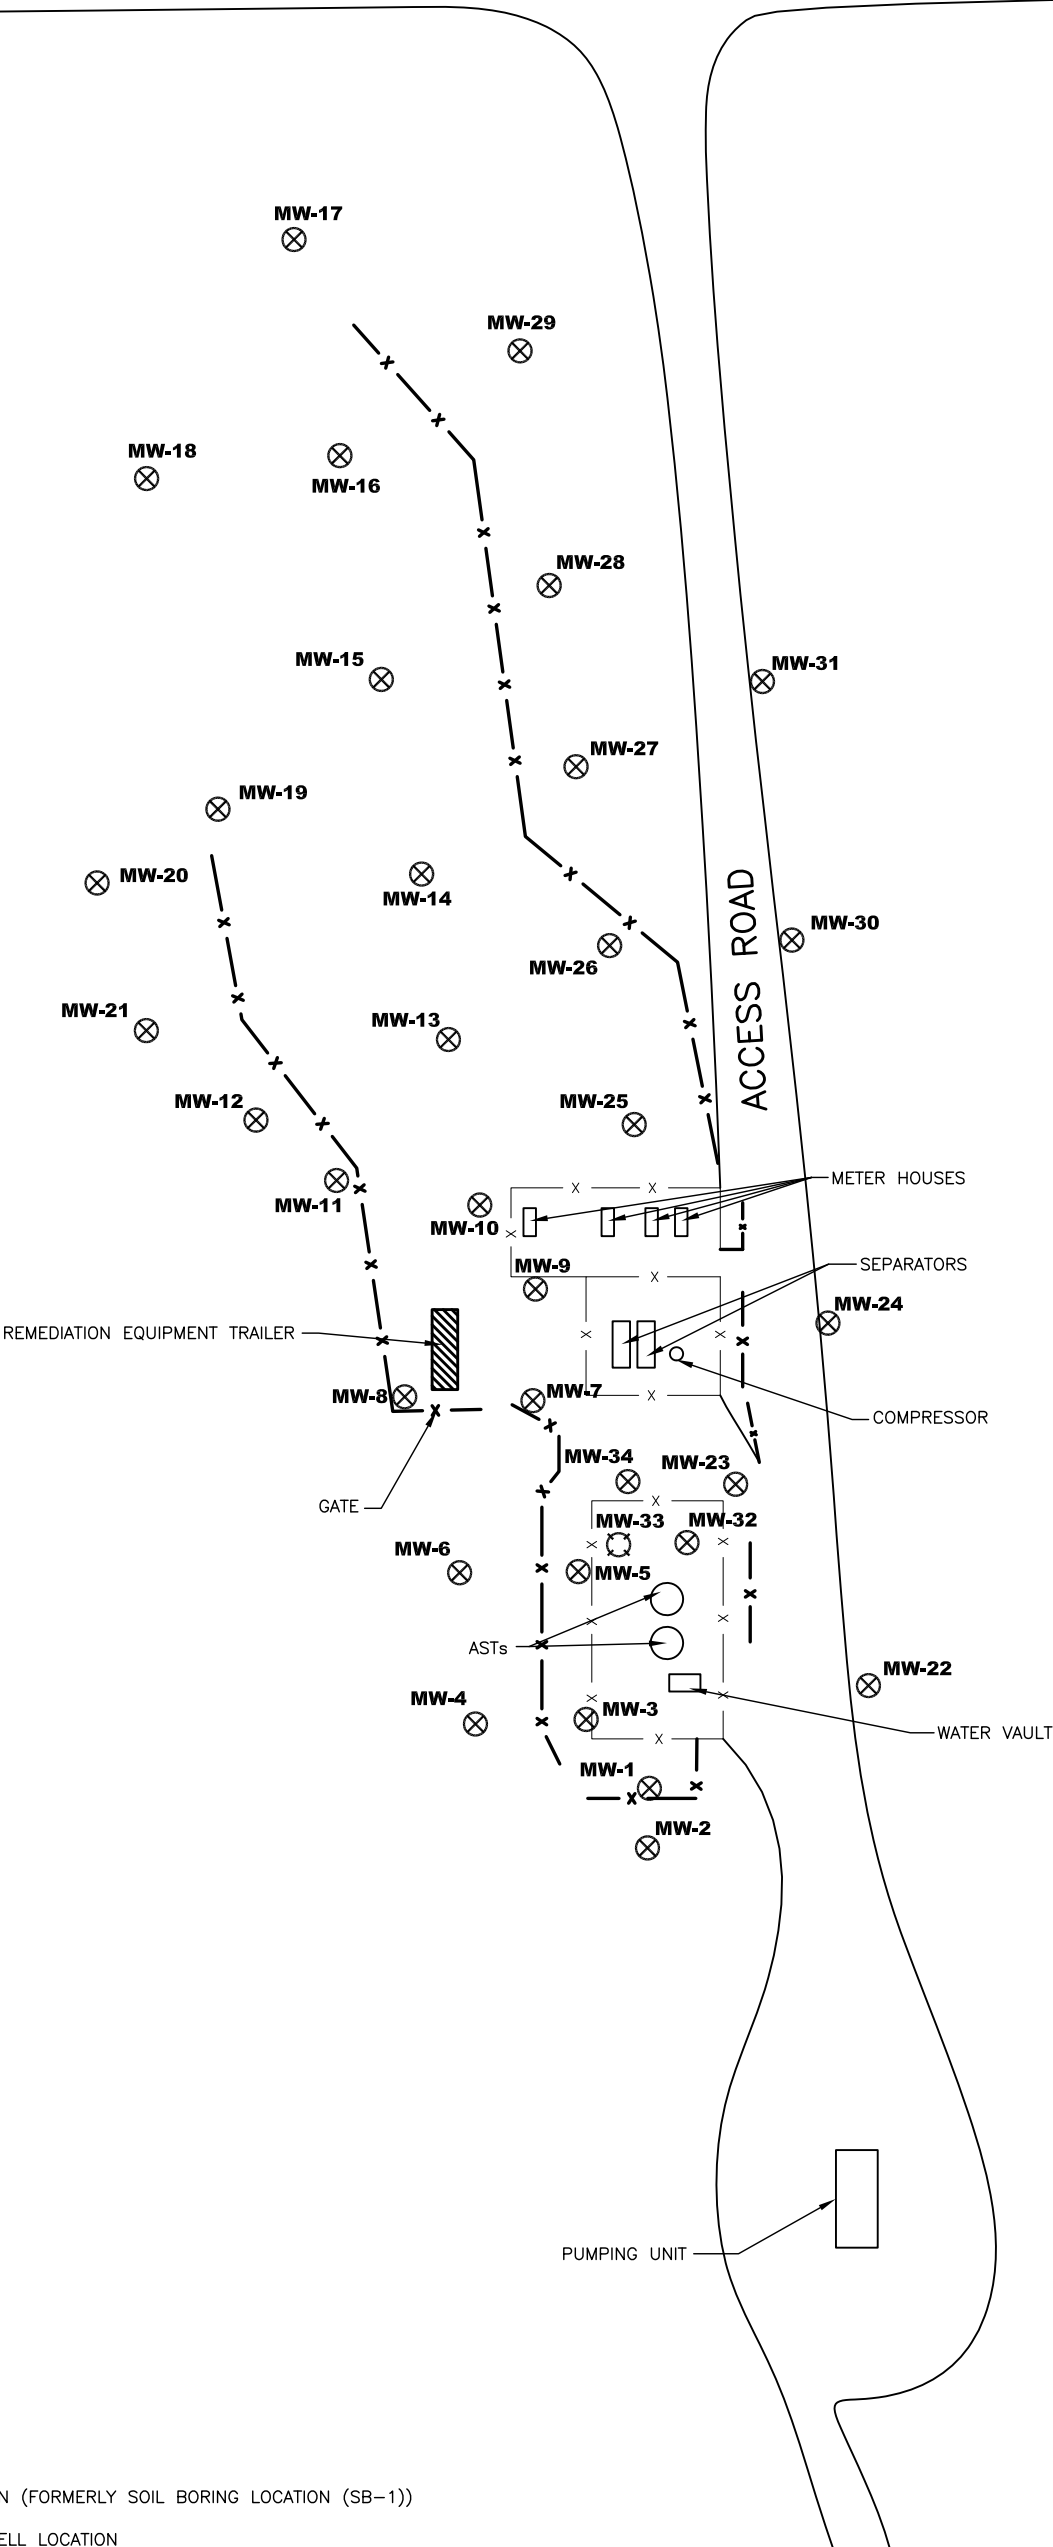 MW-17
MW-29
MW-18
MW-16
MW-28
MW-15
MW-31
MW-27
MW-19
MW-20
MW-14
MW-30
MW-26
ACCESS ROAD
MW-21
MW-13
MW-12
MW-25
METER HOUSES
MW-11
MW-10
MW-9
SEPARATORS
MW-24
REMEDIATION EQUIPMENT TRAILER
MW-8
MW-7
COMPRESSOR
MW-34
MW-23
GATE
MW-33
MW-32
MW-6
MW-5
ASTs
MW-22
MW-4
MW-3
WATER VAULT
MW-1
MW-2
PUMPING UNIT
N (FORMERLY SOIL BORING LOCATION (SB-1))
ELL LOCATION